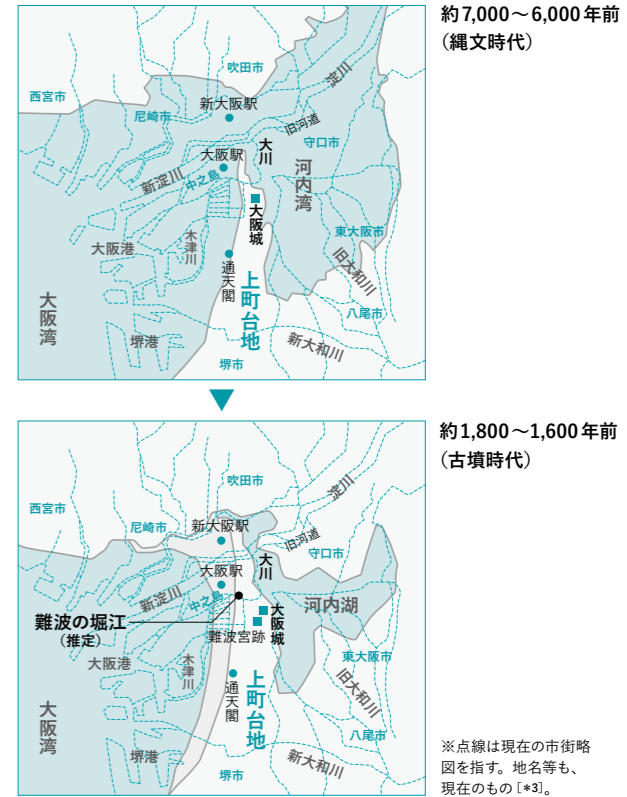 約7,000～6,000年前
（縄文時代）
吹田市
淀川
西宮市
新大阪駅
尼崎市
旧河道
守口市
大阪駅
大川
河内湾
新淀川
中之島
大阪城
東大阪市
大阪港
木津川
旧大和川
通天閣
上町台地
大阪湾
八尾市
堺港
新大和川
堺市
約1,800～1,600年前
（古墳時代）
吹田市
淀川
西宮市
新大阪駅
尼崎市
旧河道
守口市
大阪駅
大川
新淀川
中之島
河内湖
難波の堀江
（推定）
大阪城
難波宮跡
東大阪市
大阪港
木津川
旧大和川
通天閣
上町台地
大阪湾
八尾市
堺港
新大和川
堺市
※点線は現在の市街略
図を指す。地名等も、
現在のもの［*3］。